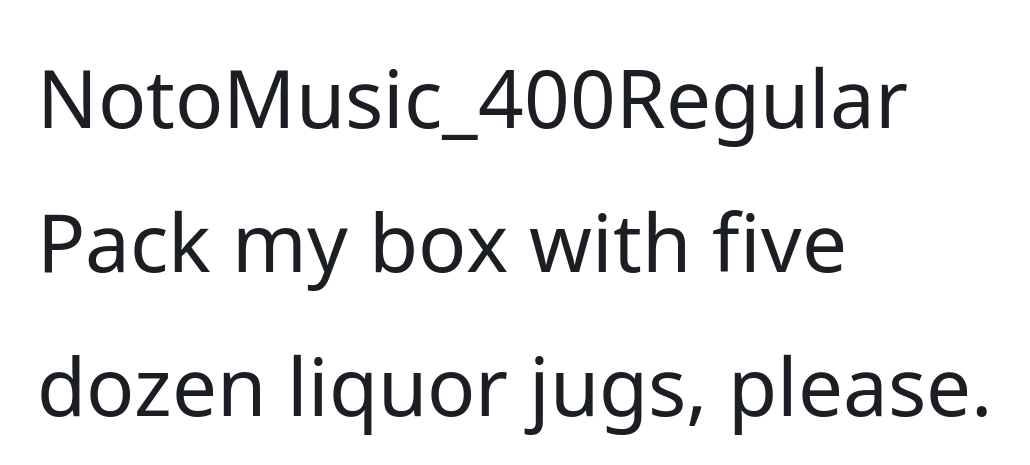 NotoMusic_400Regular
Pack my box with five
dozen liquor jugs, please.